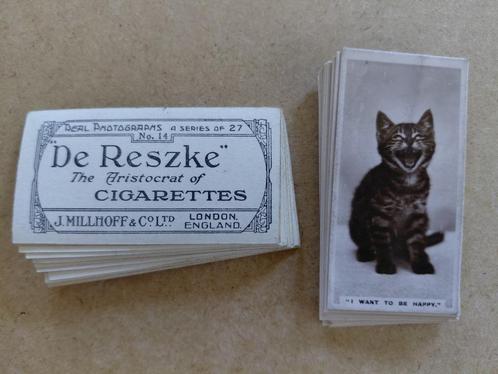 REAL PHOTOGRAPHS A SERIES OF 27
No. 14
"De Reszke"
The Aristocrat of
CIGARETTES
J. MILLHOFF & Co. LTD LONDON, ENGLAND.
"I WANT TO BE HAPPY."